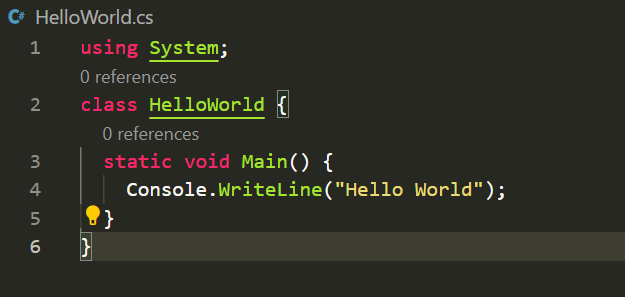 HelloWorld.cs
1 using System;
0 references
2 class HelloWorld {
0 references
3 static void Main() {
4 Console.WriteLine("Hello World");
5 }
6 }